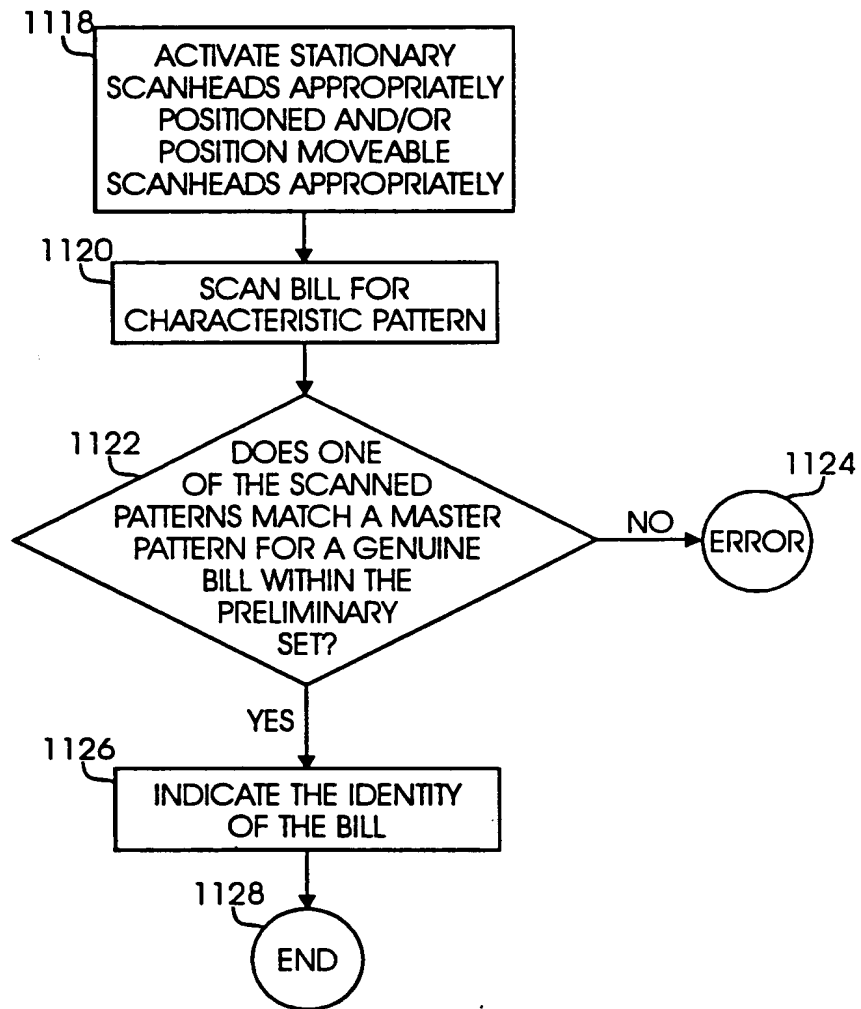 1118
ACTIVATE STATIONARY
SCANHEADS APPROPRIATELY
POSITIONED AND/OR
POSITION MOVEABLE
SCANHEADS APPROPRIATELY
1120
SCAN BILL FOR
CHARACTERISTIC PATTERN
1122
DOES ONE
OF THE SCANNED
PATTERNS MATCH A MASTER
PATTERN FOR A GENUINE
BILL WITHIN THE
PRELIMINARY
SET?
NO
1124
ERROR
YES
1126
INDICATE THE IDENTITY
OF THE BILL
1128
END